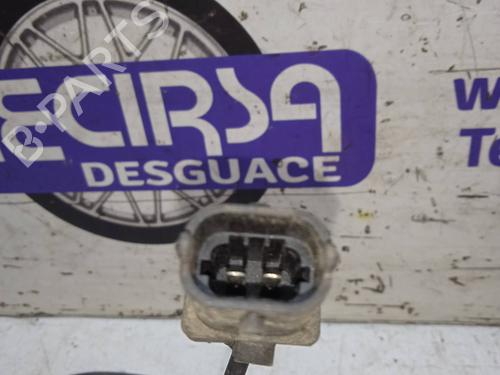 ECIRSA
DESGUACE
w
Te
B-PARTS